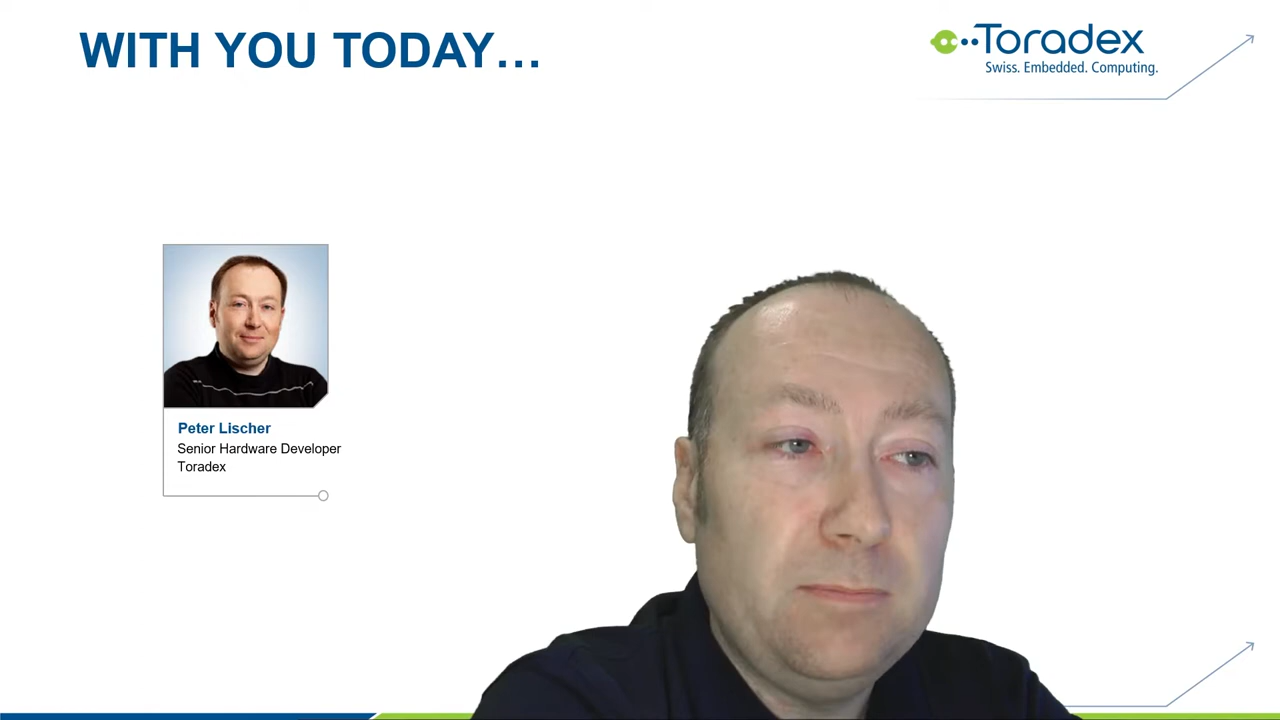 WITH YOU TODAY…
Toradex
Swiss. Embedded. Computing.
Peter Lischer
Senior Hardware Developer
Toradex